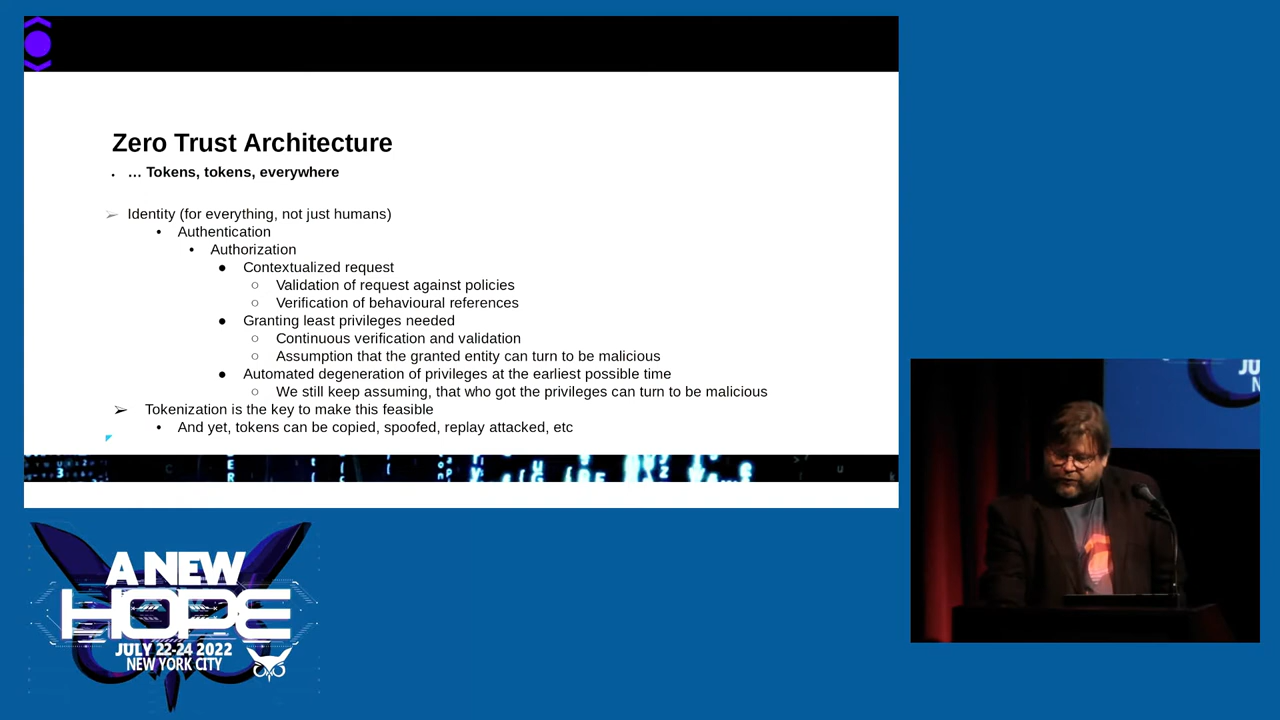 Zero Trust Architecture
. … Tokens, tokens, everywhere
➢ Identity (for everything, not just humans)
• Authentication
• Authorization
● Contextualized request
○ Validation of request against policies
○ Verification of behavioural references
● Granting least privileges needed
○ Continuous verification and validation
○ Assumption that the granted entity can turn to be malicious
● Automated degeneration of privileges at the earliest possible time
○ We still keep assuming, that who got the privileges can turn to be malicious
➢ Tokenization is the key to make this feasible
• And yet, tokens can be copied, spoofed, replay attacked, etc
A NEW
HOPE
JULY 22-24 2022
NEW YORK CITY
JU
N